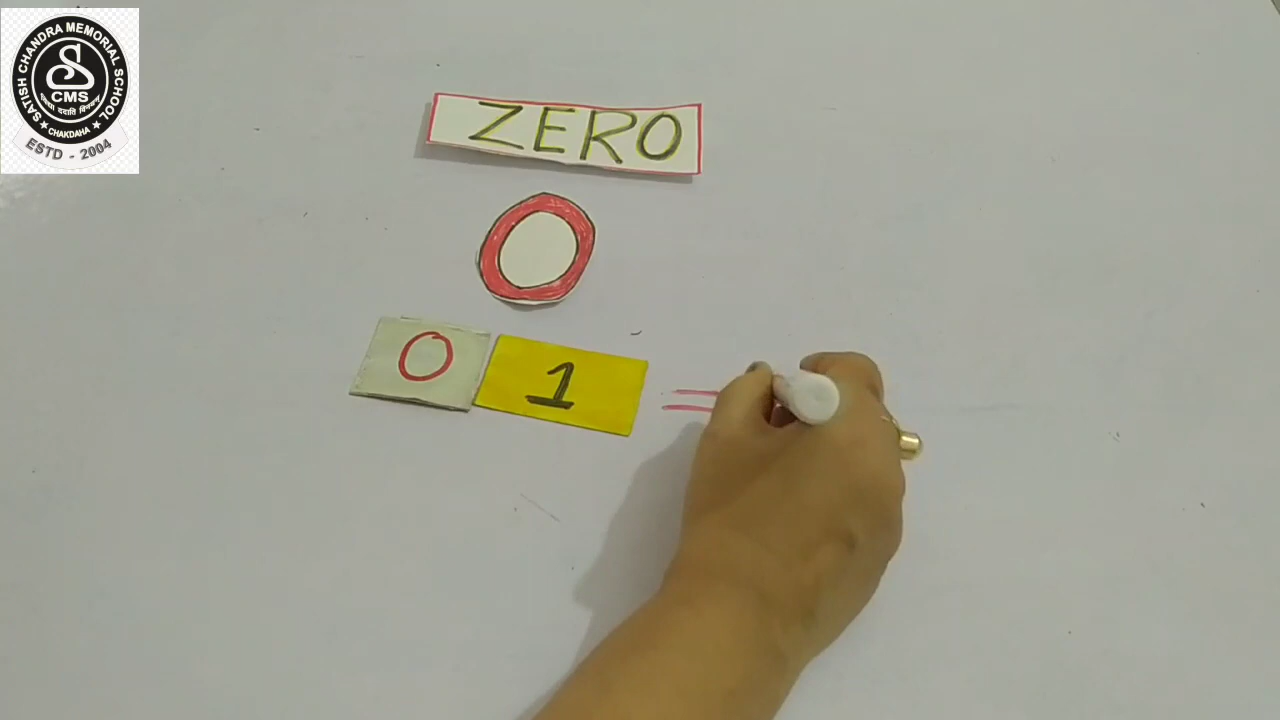 SATISH CHANDRA MEMORIAL SCHOOL
CMS
★ CHAKDAHA ★
ESTD - 2004
ZERO
0
0 1 =